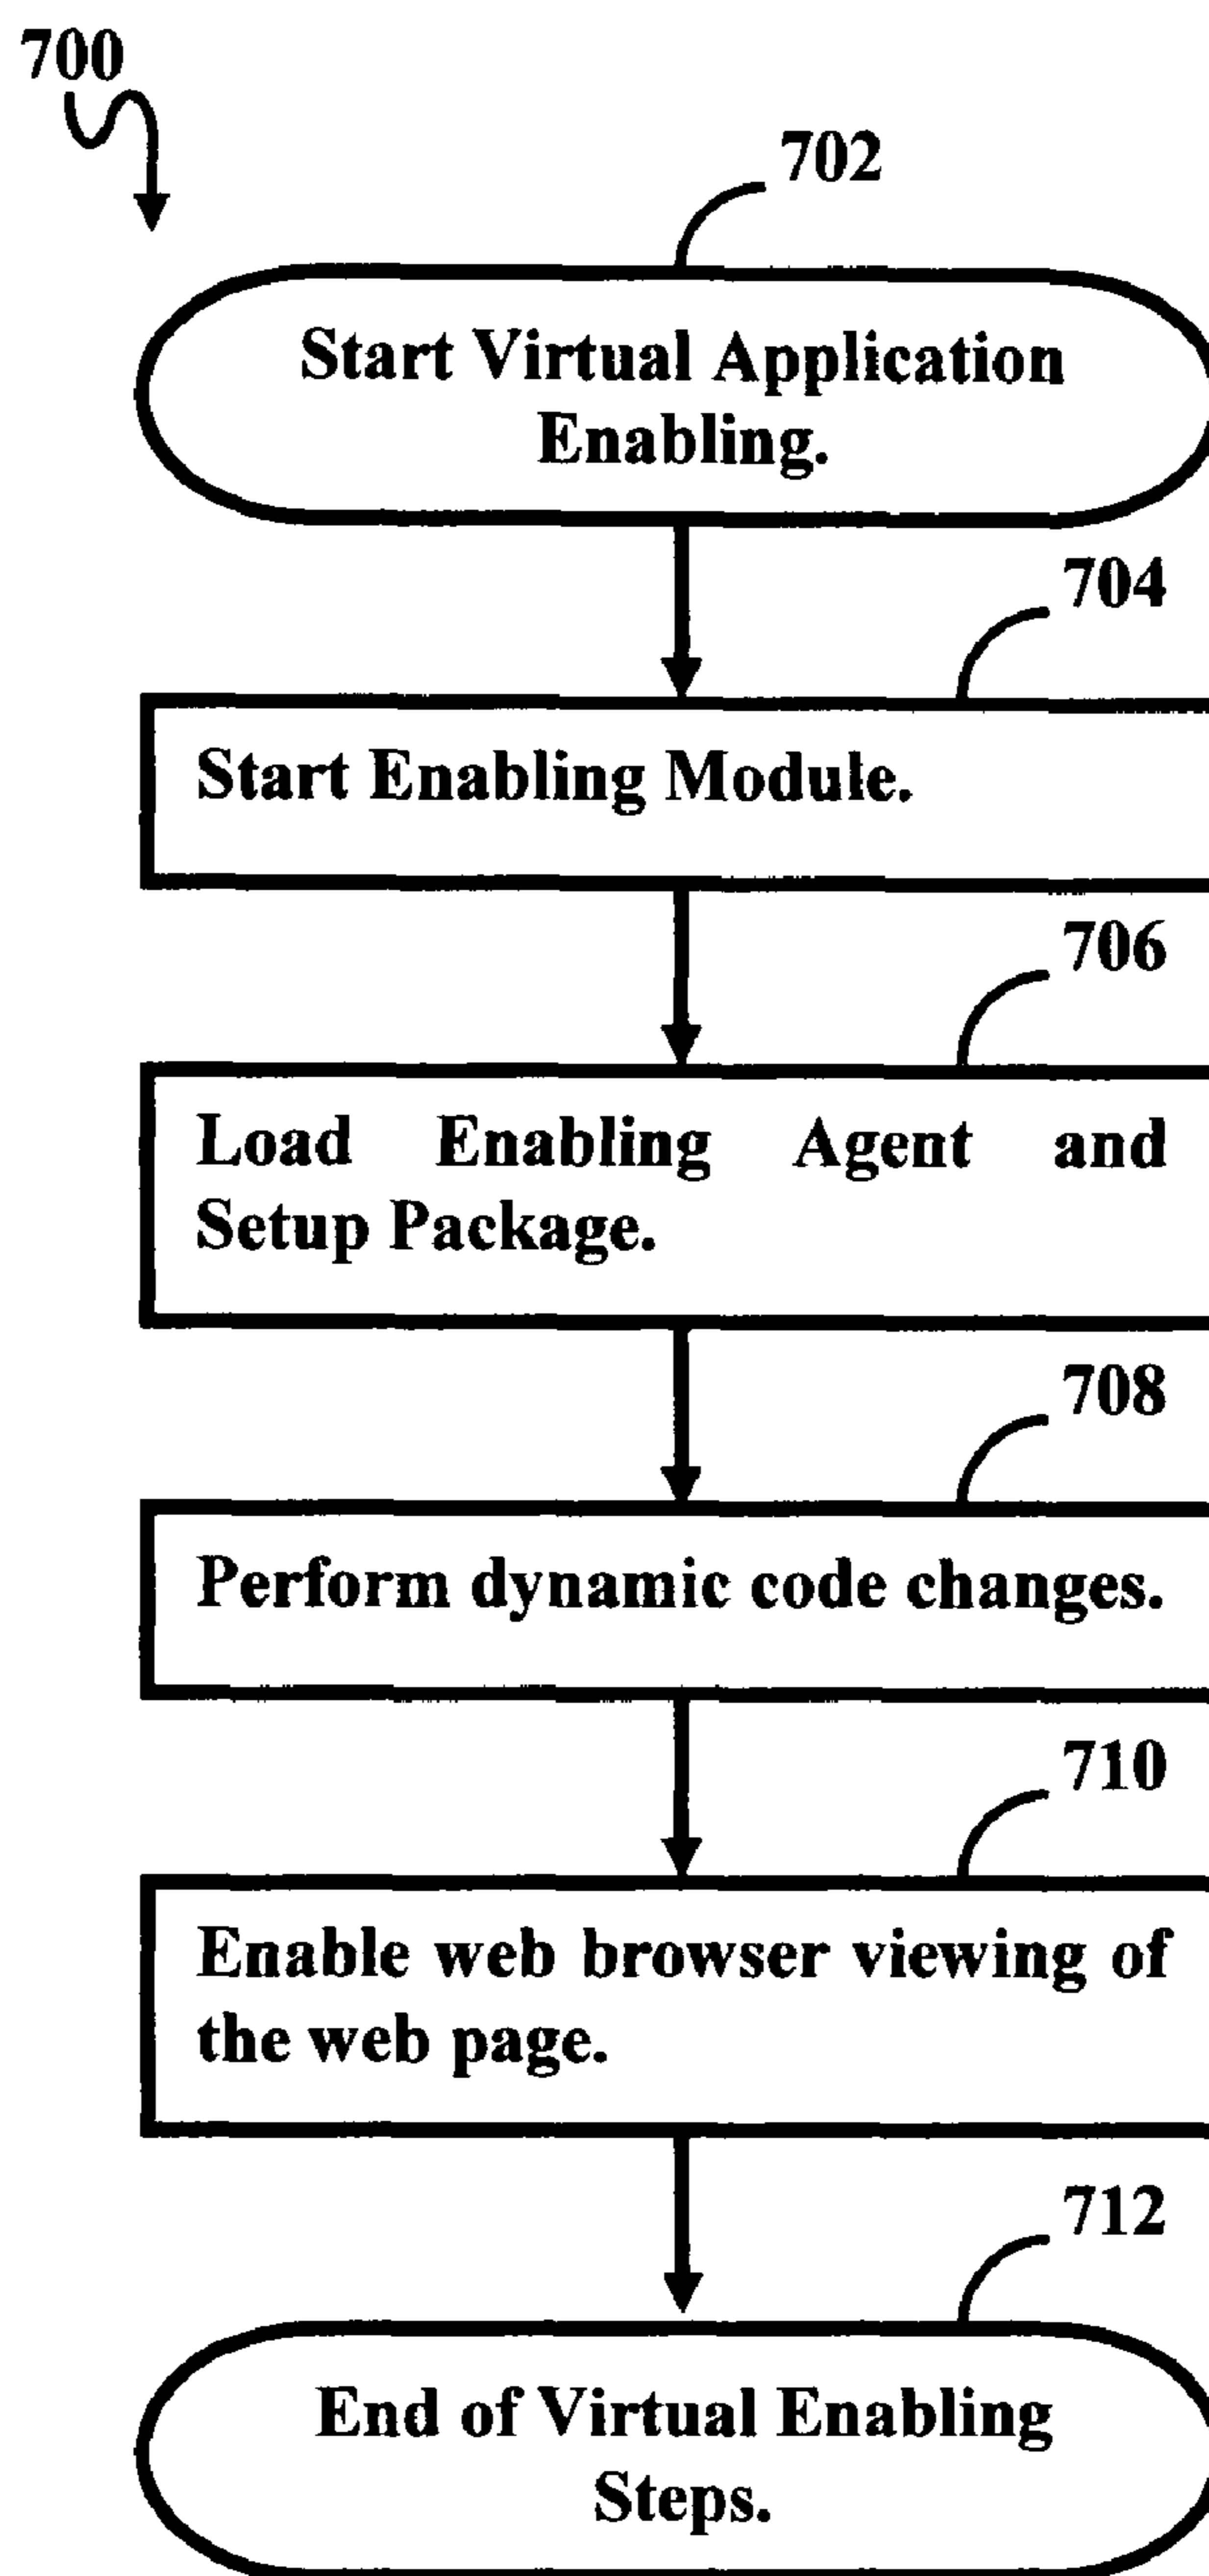 700
702
Start Virtual Application
Enabling.
704
Start Enabling Module.
706
Load Enabling Agent and
Setup Package.
708
Perform dynamic code changes.
710
Enable web browser viewing of
the web page.
712
End of Virtual Enabling
Steps.